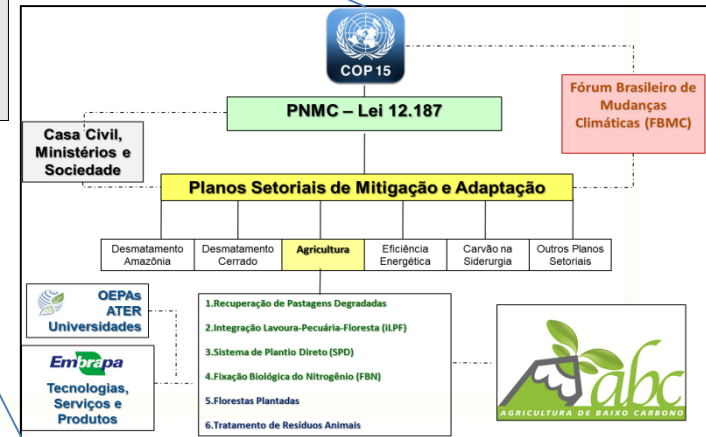 COP 15
PNMC – Lei 12.187
Fórum Brasileiro de
Mudanças
Climáticas (FBMC)
Casa Civil,
Ministérios e
Sociedade
Planos Setoriais de Mitigação e Adaptação
Desmatamento
Amazônia
Desmatamento
Cerrado
Agricultura
Eficiência
Energética
Carvão na
Siderurgia
Outros Planos
Setoriais
OEPAs
ATER
Universidades
Embrapa
Tecnologias,
Serviços e
Produtos
1.Recuperação de Pastagens Degradadas
2.Integração Lavoura-Pecuária-Floresta (iLPF)
3.Sistema de Plantio Direto (SPD)
4.Fixação Biológica do Nitrogênio (FBN)
5.Florestas Plantadas
6.Tratamento de Resíduos Animais
abc
AGRICULTURA DE BAIXO CARBONO